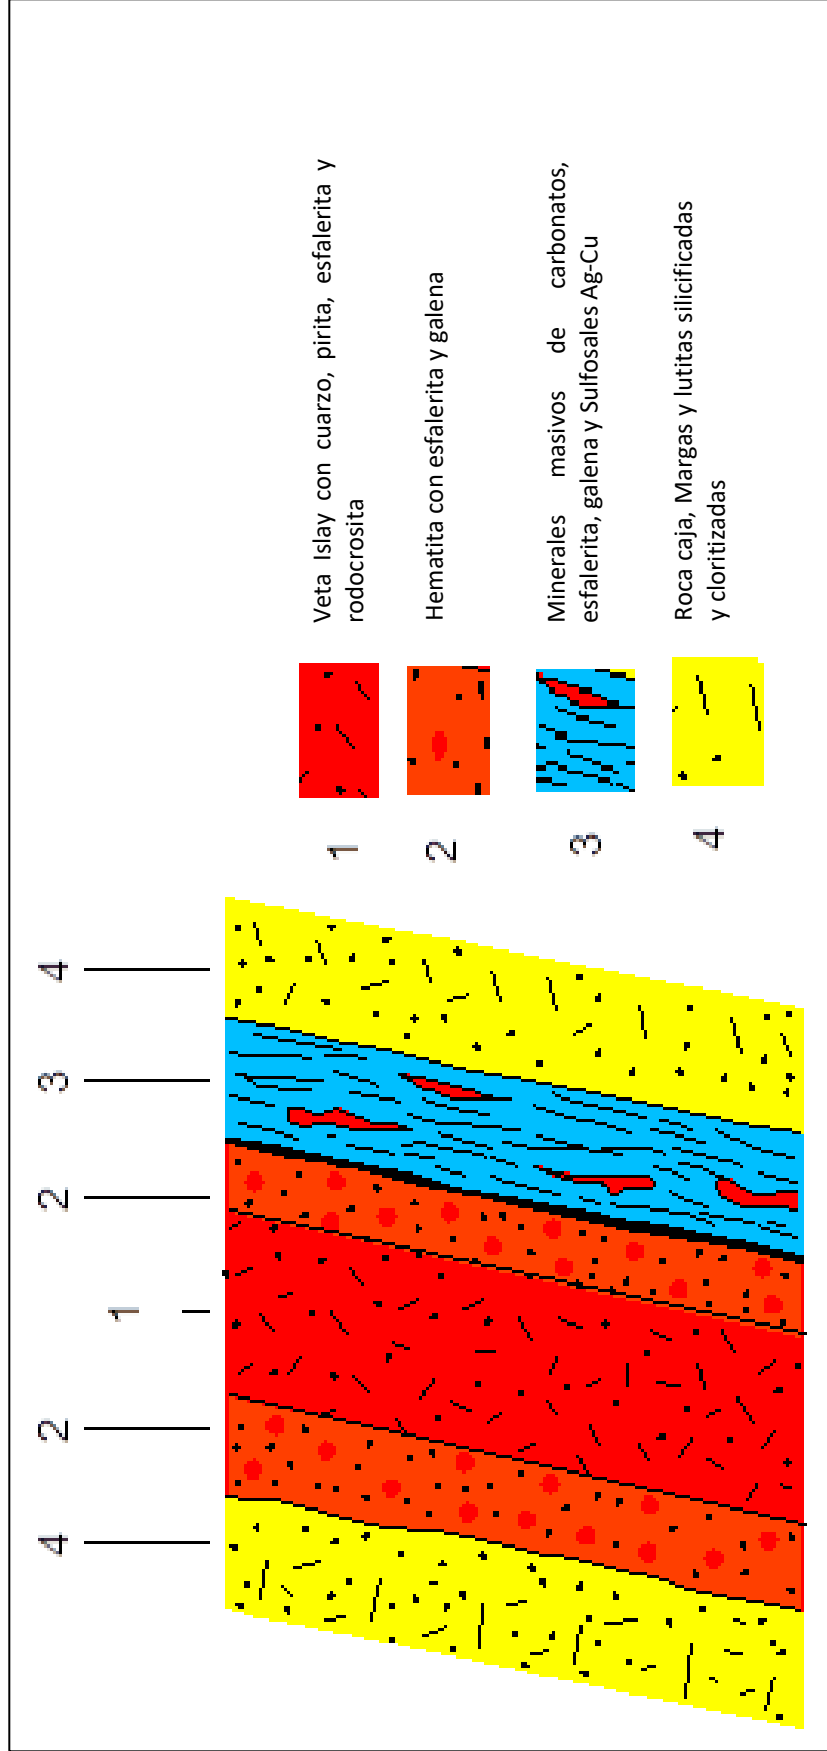 4 2 1 2 3 4
1 Veta Islay con cuarzo, pirita, esfalerita y
rodocrosita
2 Hematita con esfalerita y galena
3 Minerales masivos de carbonatos,
esfalerita, galena y Sulfosales Ag-Cu
4 Roca caja, Margas y lutitas silicificadas
y cloritizadas